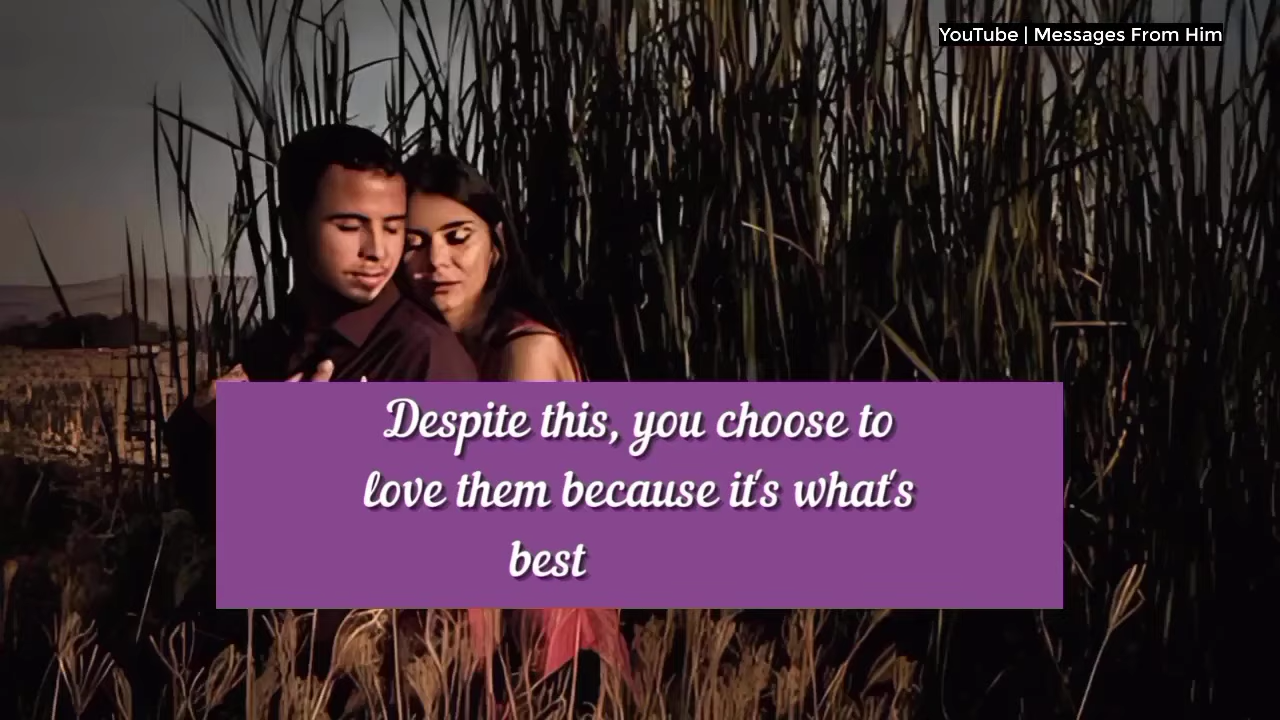 YouTube | Messages From Him
Despite this, you choose to
love them because it's what's
best